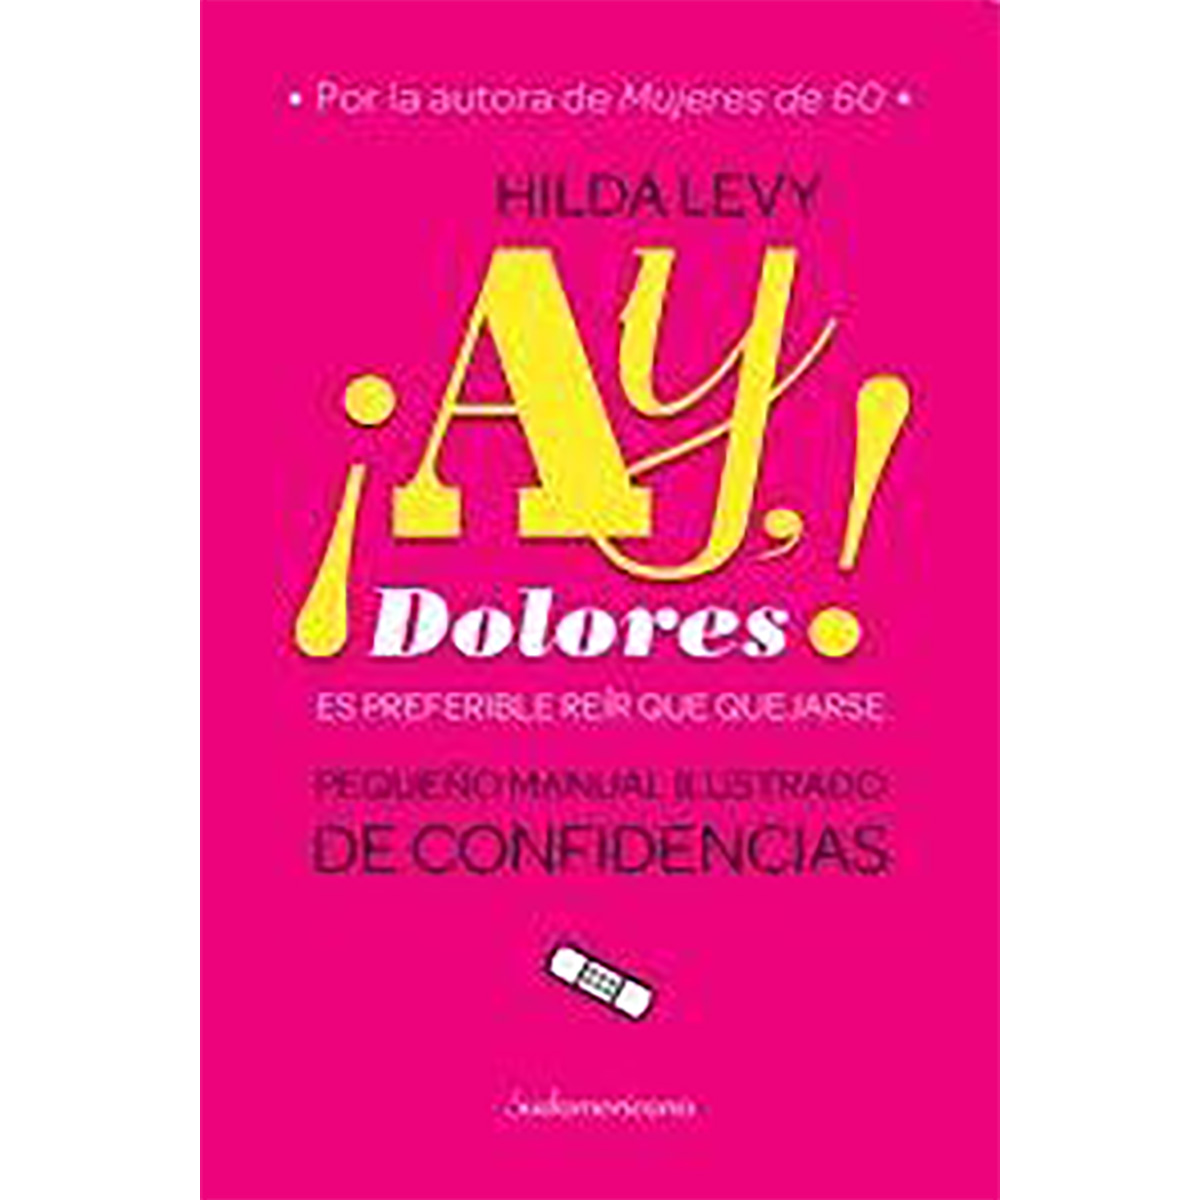 • Por la autora de Mujeres de 60 •
HILDA LEVY
¡Ay,!
Dolores
ES PREFERIBLE REÍR QUE QUEJARSE
PEQUEÑO MANUAL ILUSTRADO
DE CONFIDENCIAS
Sudamericana